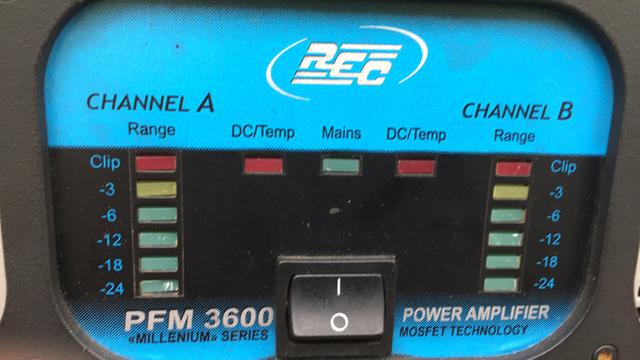 REC
CHANNEL A
CHANNEL B
Range
DC/Temp
Mains
DC/Temp
Range
Clip
-3
-6
-12
-18
-24
Clip
-3
-6
-12
-18
-24
PFM 3600
«MILLENIUM» SERIES
I
O
POWER AMPLIFIER
MOSFET TECHNOLOGY